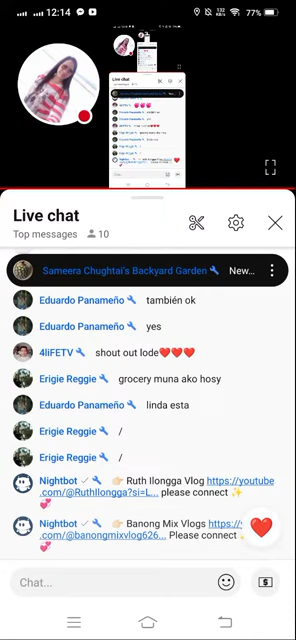 12:14
132
KB/s
77%
Live chat
Top messages 10
Sameera Chughtai's Backyard Garden New...
Eduardo Panameño también ok
Eduardo Panameño yes
4liFETV shout out lode❤️❤️❤️
Erigie Reggie grocery muna ako hosy
Eduardo Panameño linda esta
Erigie Reggie /
Erigie Reggie /
Nightbot ✓ 👉🏻 Ruth Ilongga Vlog https://youtube
.com/@RuthIlongga?si=L... please connect ✨
💞
Nightbot ✓ 👉🏻 Banong Mix Vlogs https://y
.com/@banongmixvlog626... Please connect
💞
Chat...